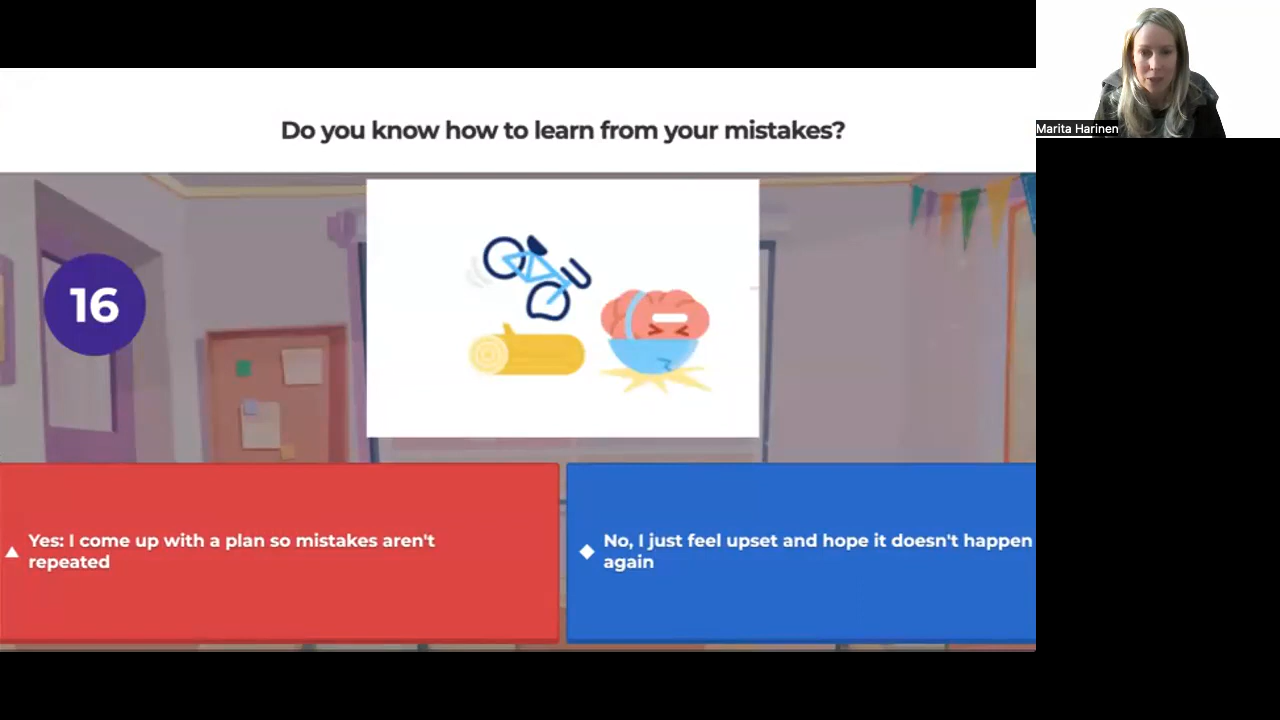 Do you know how to learn from your mistakes?
Marita Harinen
16
Yes: I come up with a plan so mistakes aren't
repeated
No, I just feel upset and hope it doesn't happen
again